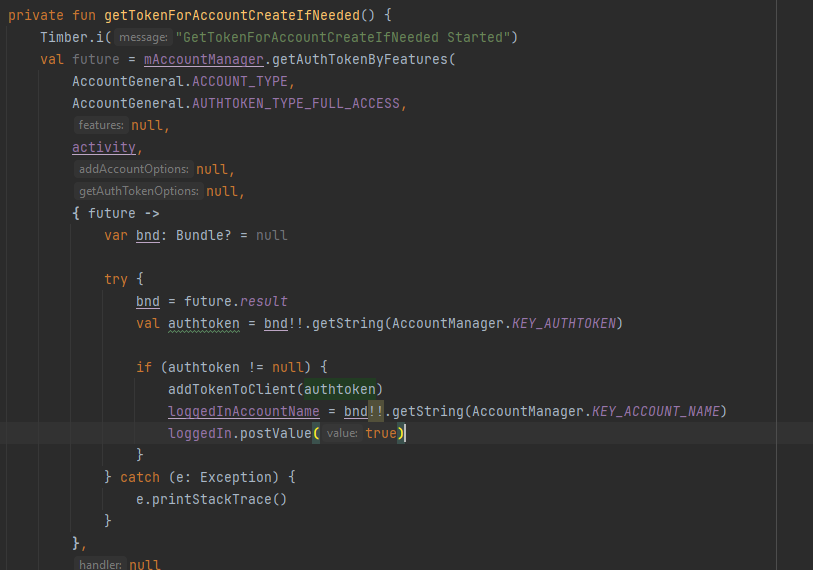 private fun getTokenForAccountCreateIfNeeded() {
Timber.i( message: "GetTokenForAccountCreateIfNeeded Started")
val future = mAccountManager.getAuthTokenByFeatures(
AccountGeneral.ACCOUNT_TYPE,
AccountGeneral.AUTHTOKEN_TYPE_FULL_ACCESS,
features: null,
activity,
addAccountOptions: null,
getAuthTokenOptions: null,
{ future ->
var bnd: Bundle? = null
try {
bnd = future.result
val authtoken = bnd!!.getString(AccountManager.KEY_AUTHTOKEN)
if (authtoken != null) {
addTokenToClient(authtoken)
loggedInAccountName = bnd!!.getString(AccountManager.KEY_ACCOUNT_NAME)
loggedIn.postValue( value: true)
}
} catch (e: Exception) {
e.printStackTrace()
}
},
handler: null